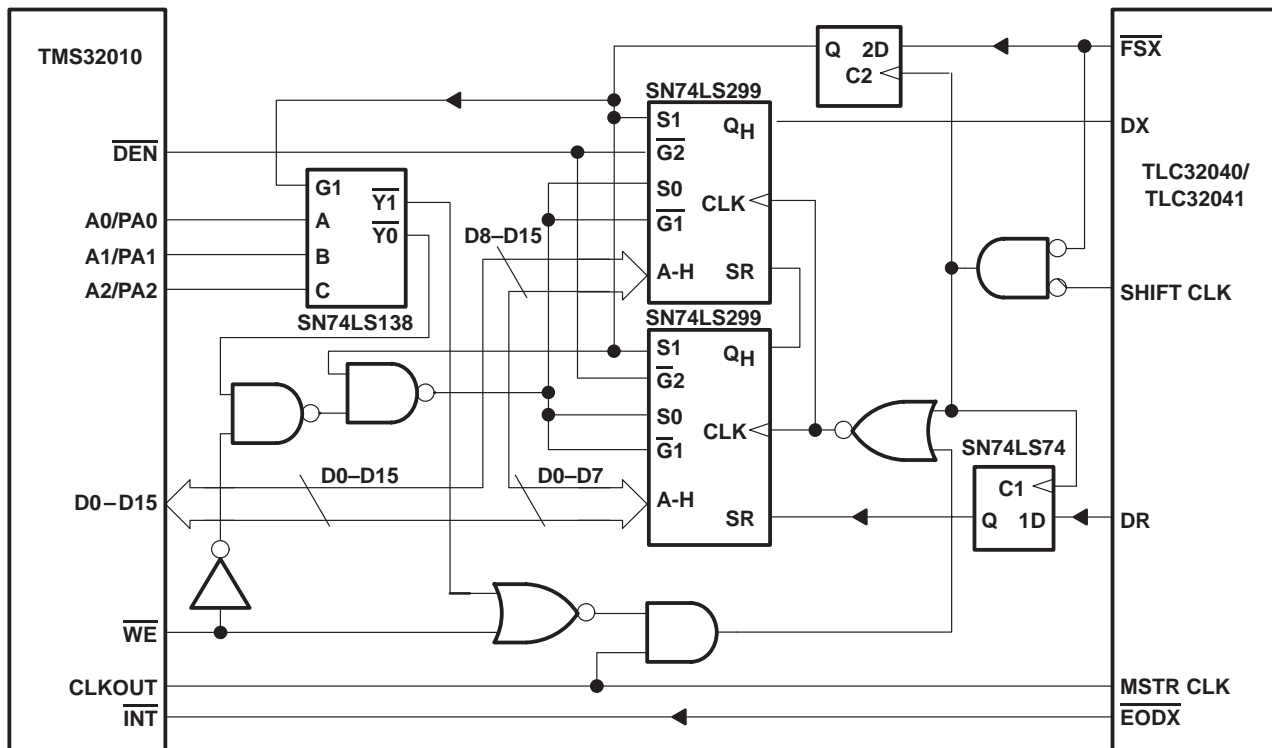 TMS32010
DEN
A0/PA0
A1/PA1
A2/PA2
D0–D15
WE
CLKOUT
INT
G1
A
B
C
Y1
Y0
SN74LS138
D8–D15
D0–D15
D0–D7
SN74LS299
S1
G2
S0
G1
A-H
QH
CLK
SR
SN74LS299
S1
G2
S0
G1
A-H
QH
CLK
SR
Q
2D
C2
SN74LS74
C1
Q
1D
FSX
DX
TLC32040/
TLC32041
SHIFT CLK
DR
MSTR CLK
EODX